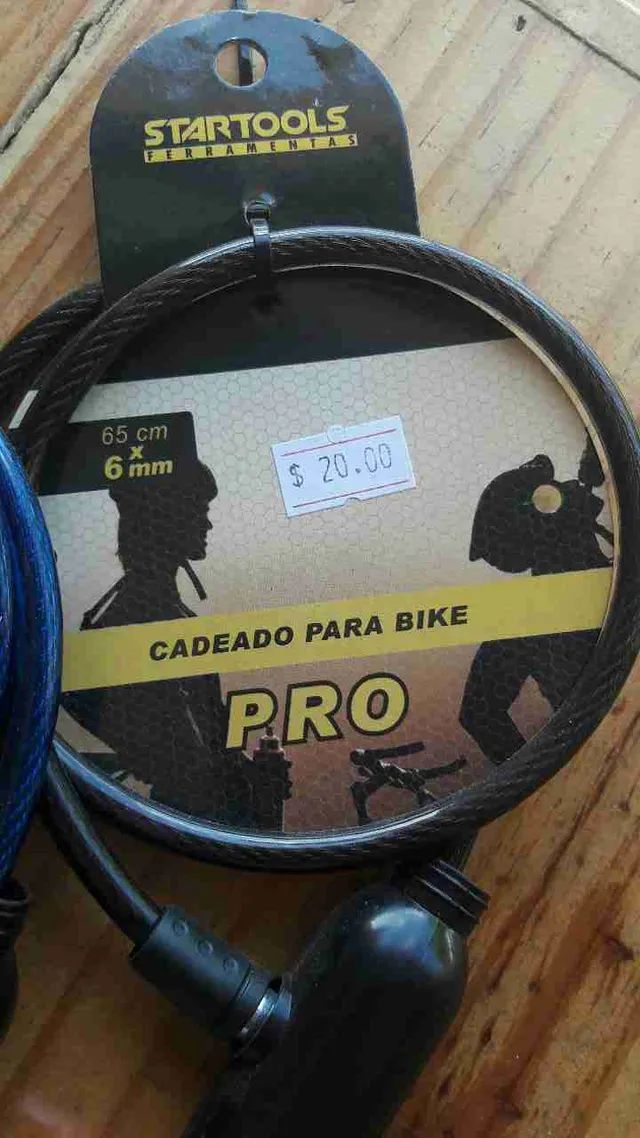 STARTOOLS
FERRAMENTAS
65 cm
x
6 mm
$ 20.00
CADEADO PARA BIKE
PRO